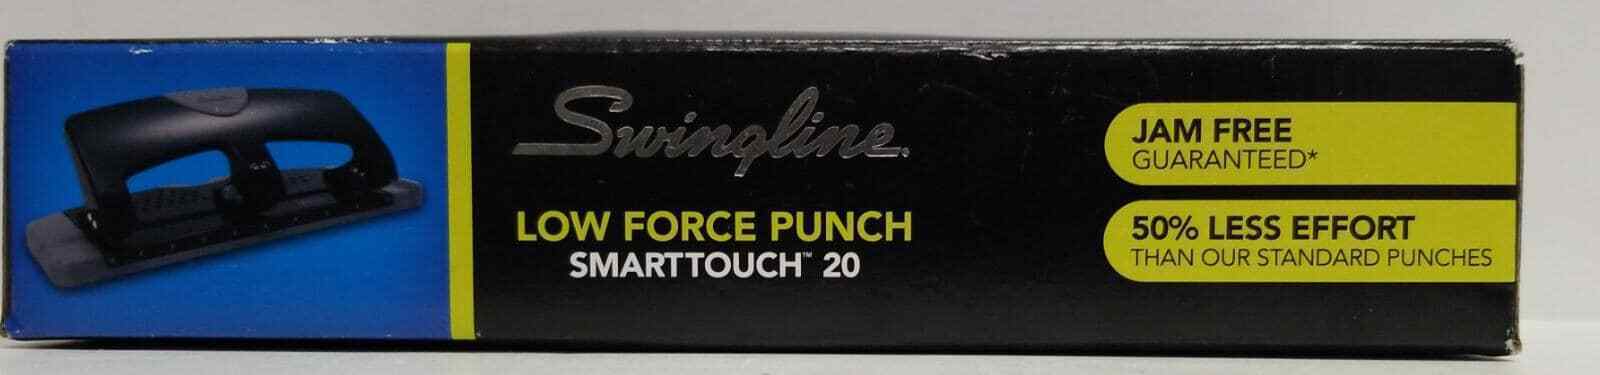 Swingline
LOW FORCE PUNCH
SMARTTOUCH™ 20
JAM FREE
GUARANTEED*
50% LESS EFFORT
THAN OUR STANDARD PUNCHES